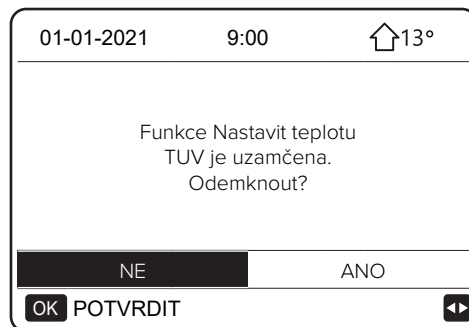 01-01-2021 9:00 13°
Funkce Nastavit teplotu
TUV je uzamčena.
Odemknout?
NE ANO
OK POTVRDIT